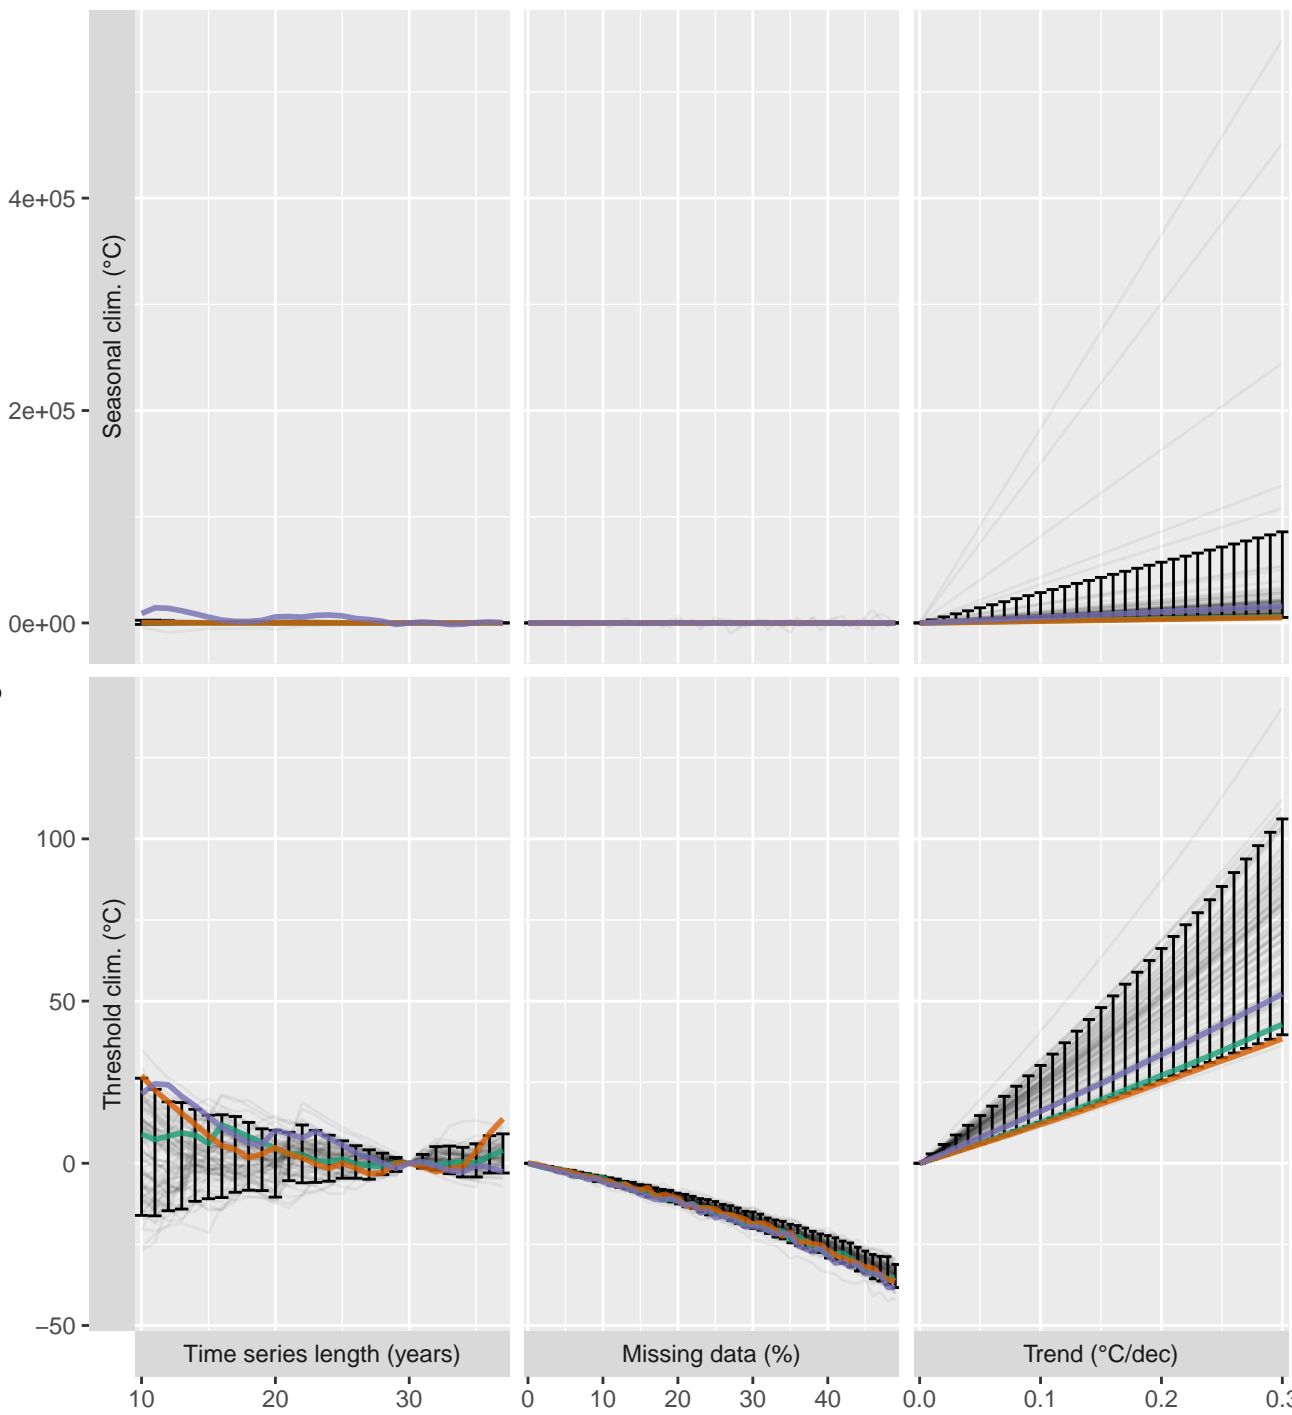 4e+05
2e+05
0e+00
Seasonal clim. (°C)
100
50
0
−50
Threshold clim. (°C)
Time series length (years)
Missing data (%)
Trend (°C/dec)
10 20 30
0 10 20 30 40
0.0 0.1 0.2